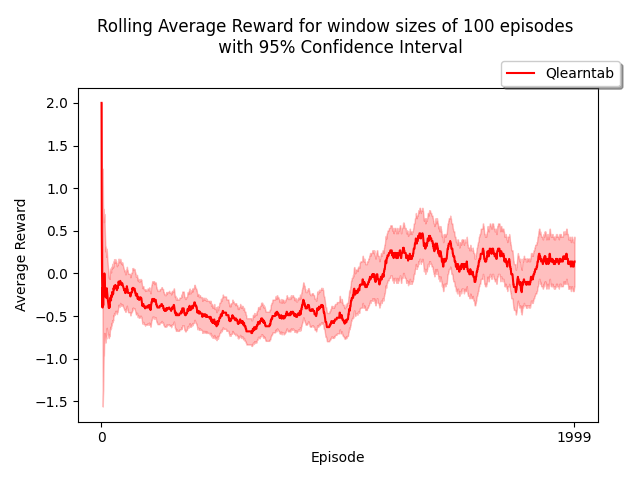 Rolling Average Reward for window sizes of 100 episodes
with 95% Confidence Interval
Qlearntab
2.0
1.5
1.0
0.5
0.0
−0.5
−1.0
−1.5
Average Reward
0
1999
Episode